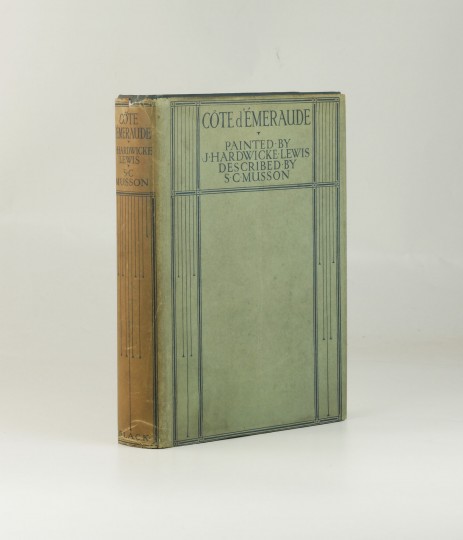 CÔTE
D'ÉMERAUDE
J·HARDWICKE
LEWIS
S·C
MUSSON
BLACK
CÔTE d'ÉMERAUDE
PAINTED·BY
J·HARDWICKE·LEWIS
DESCRIBED·BY
S·C·MUSSON